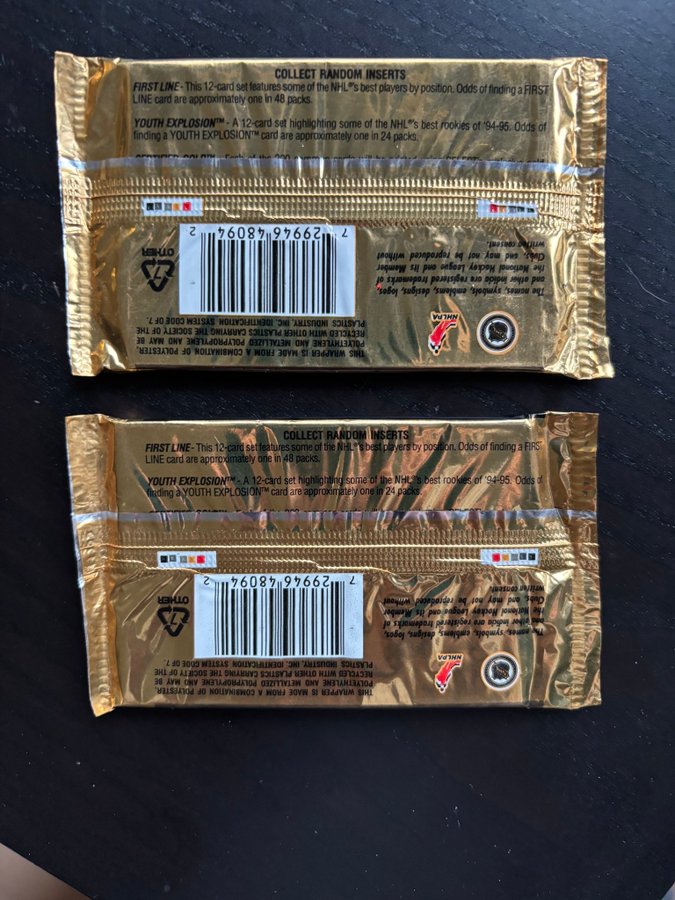 COLLECT RANDOM INSERTS
FIRST LINE - This 12-card set features some of the NHL®'s best players by position. Odds of finding a FIRST
LINE card are approximately one in 48 packs.
YOUTH EXPLOSION™ - A 12-card set highlighting some of the NHL®'s best rookies of '94-95. Odds of
finding a YOUTH EXPLOSION™ card are approximately one in 24 packs.
The names, symbols, emblems, designs, logos,
and other indicia are registered trademarks of
the National Hockey League and its Member
Clubs, and may not be reproduced without
written consent.
NHLPA
7 29946 48094 2
7
OTHER
THIS WRAPPER IS MADE FROM A COMBINATION OF POLYESTER,
POLYETHYLENE AND METALLIZED POLYPROPYLENE AND MAY BE
RECYCLED WITH OTHER PLASTICS CARRYING THE SOCIETY OF THE
PLASTICS INDUSTRY, INC. IDENTIFICATION SYSTEM CODE OF 7.
COLLECT RANDOM INSERTS
FIRST LINE - This 12-card set features some of the NHL®'s best players by position. Odds of finding a FIRST
LINE card are approximately one in 48 packs.
YOUTH EXPLOSION™ - A 12-card set highlighting some of the NHL®'s best rookies of '94-95. Odds of
finding a YOUTH EXPLOSION™ card are approximately one in 24 packs.
The names, symbols, emblems, designs, logos,
and other indicia are registered trademarks of
the National Hockey League and its Member
Clubs, and may not be reproduced without
written consent.
NHLPA
7 29946 48094 2
7
OTHER
THIS WRAPPER IS MADE FROM A COMBINATION OF POLYESTER,
POLYETHYLENE AND METALLIZED POLYPROPYLENE AND MAY BE
RECYCLED WITH OTHER PLASTICS CARRYING THE SOCIETY OF THE
PLASTICS INDUSTRY, INC. IDENTIFICATION SYSTEM CODE OF 7.